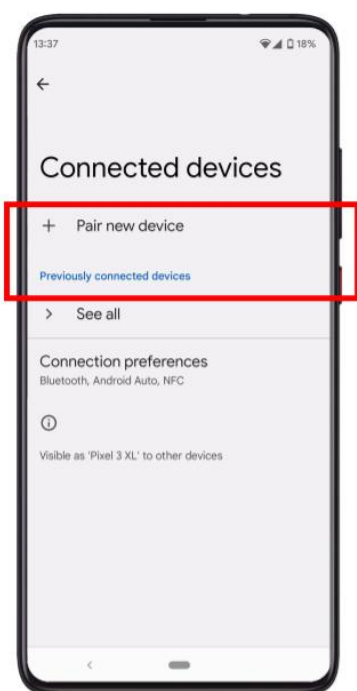 13:37 18%
Connected devices
Pair new device
Previously connected devices
See all
Connection preferences
Bluetooth, Android Auto, NFC
Visible as 'Pixel 3 XL' to other devices